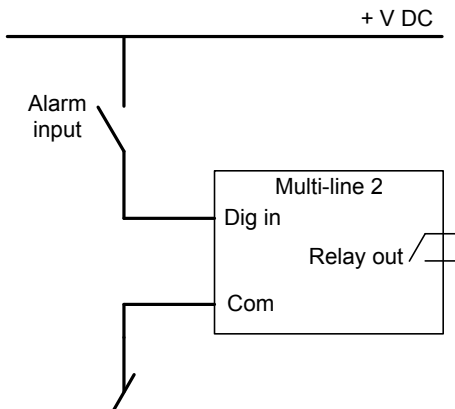 + V DC
Alarm
input
Multi-line 2
Dig in
Relay out
Com